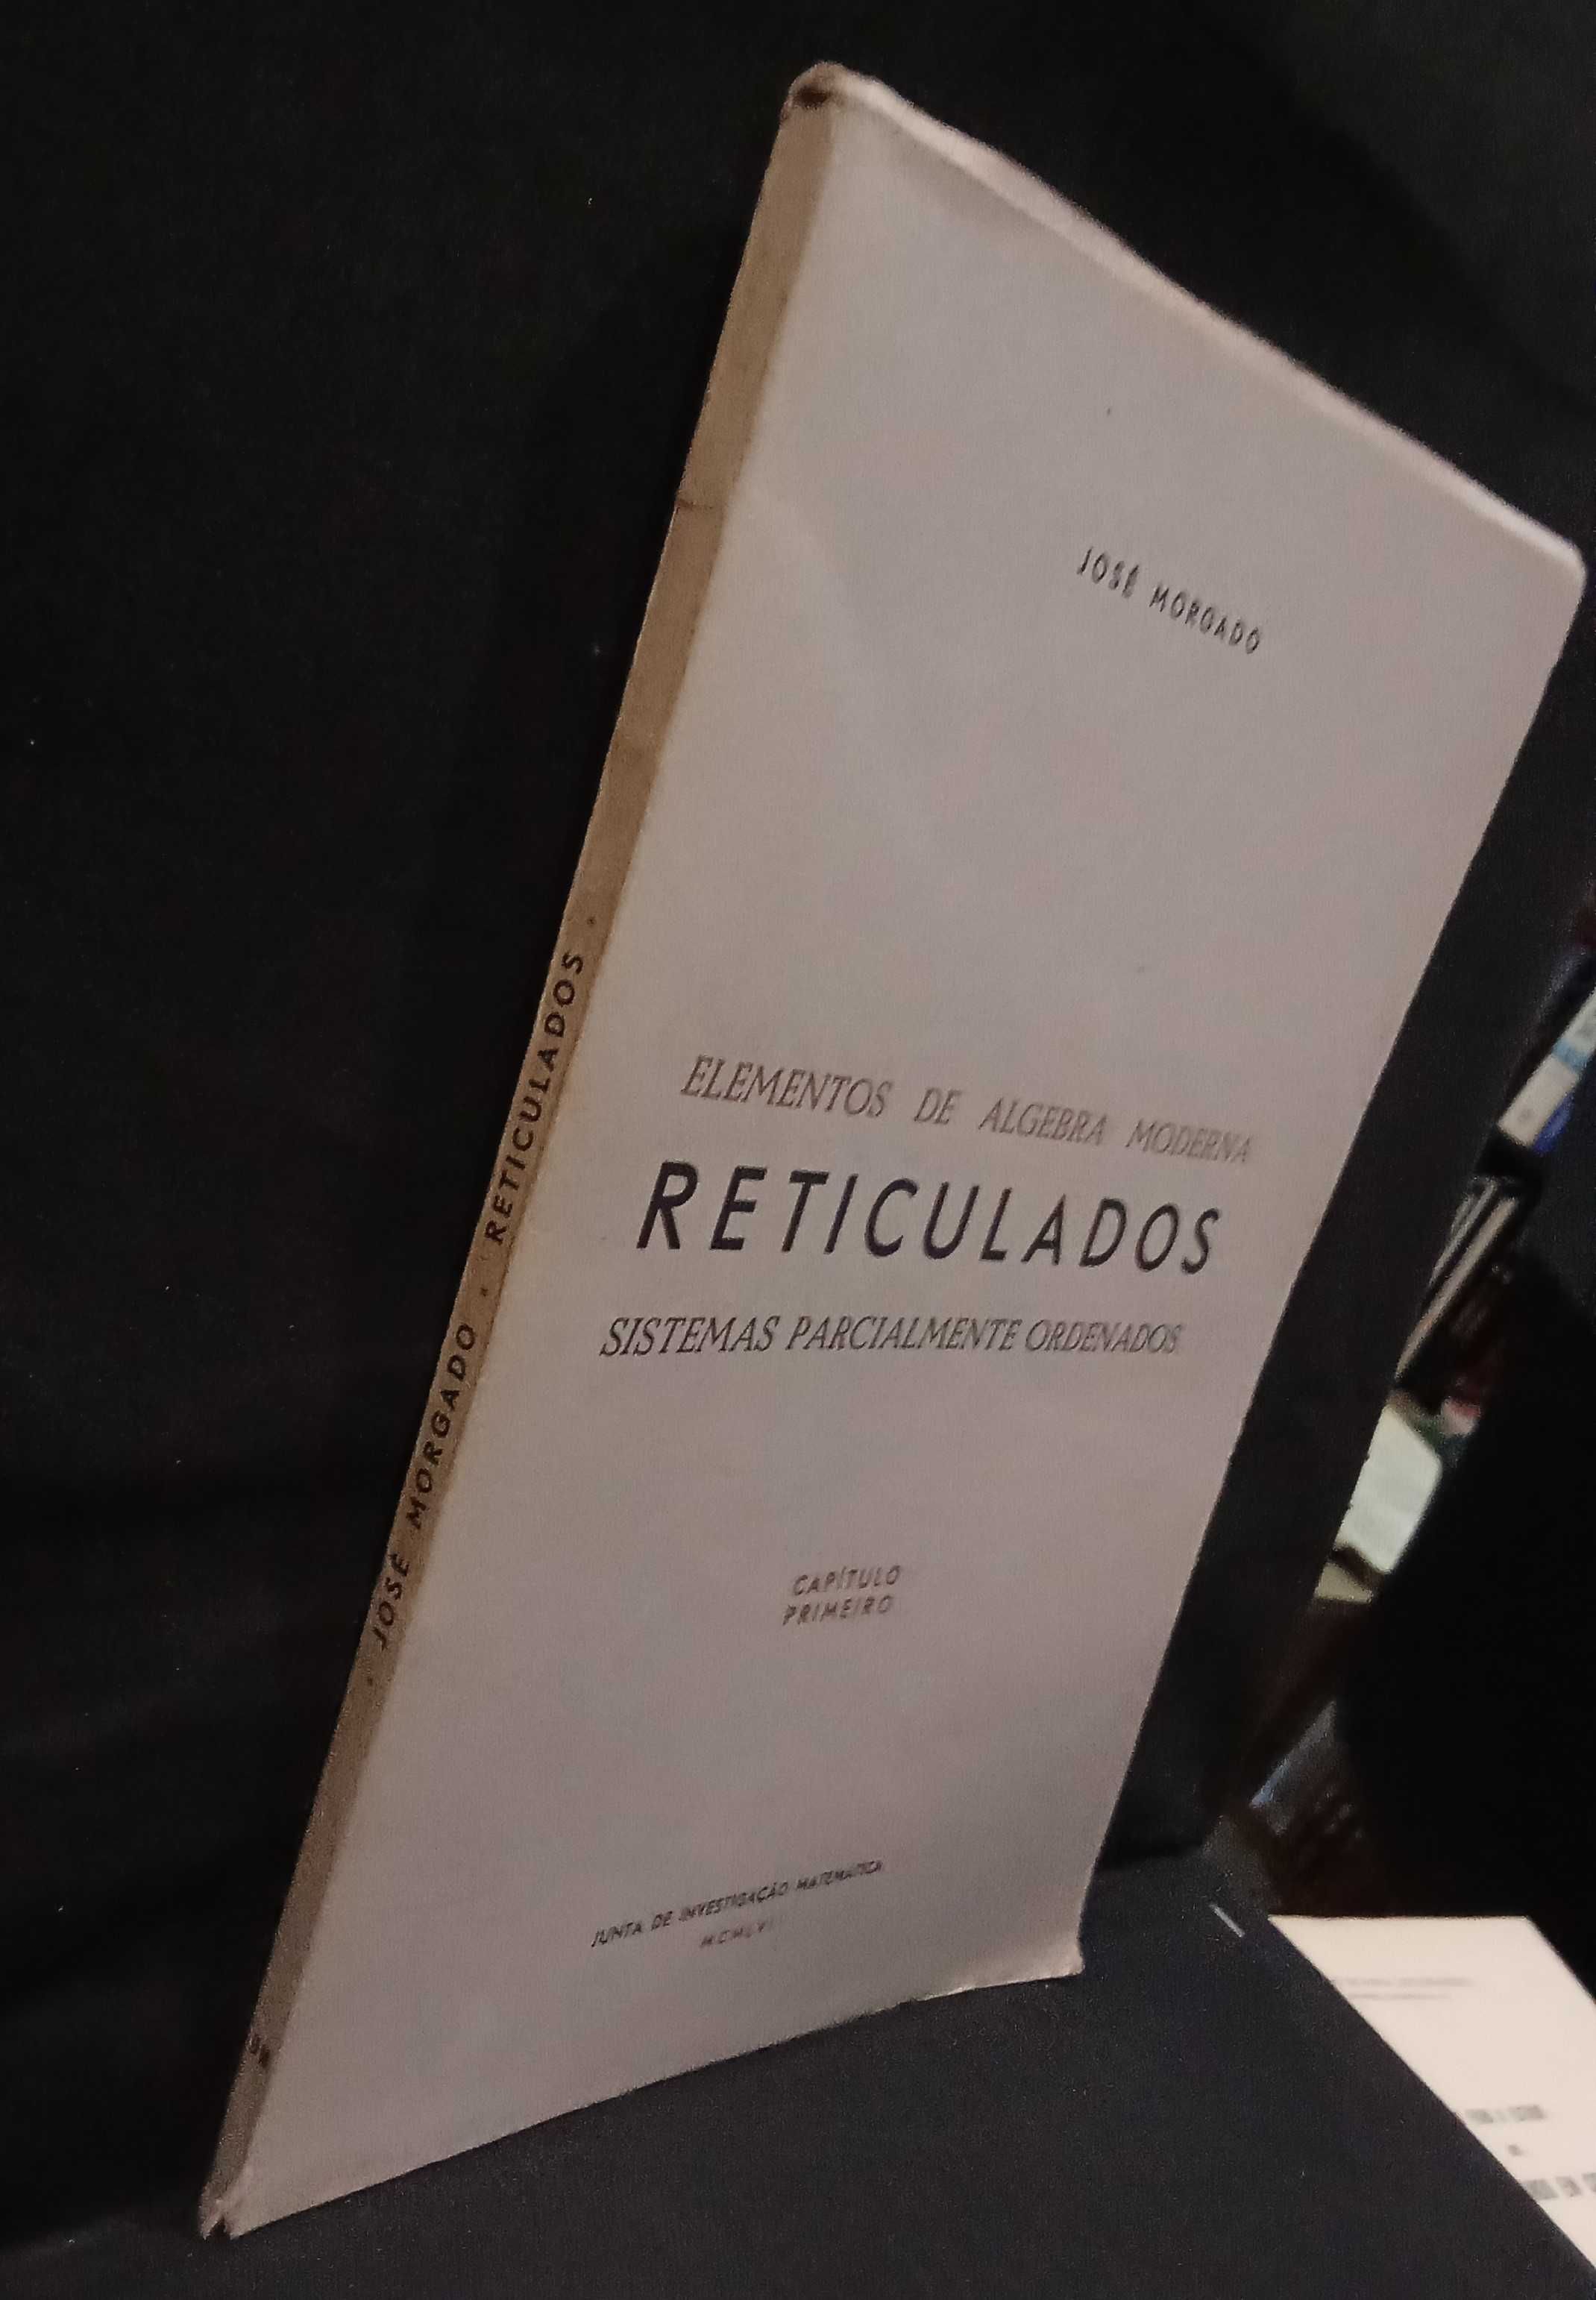 JOSÉ MORGADO
ELEMENTOS DE ALGEBRA MODERNA
RETICULADOS
SISTEMAS PARCIALMENTE ORDENADOS
CAPÍTULO
PRIMEIRO
JUNTA DE INVESTIGAÇÃO MATEMÁTICA
· JOSÉ MORGADO · RETICULADOS ·